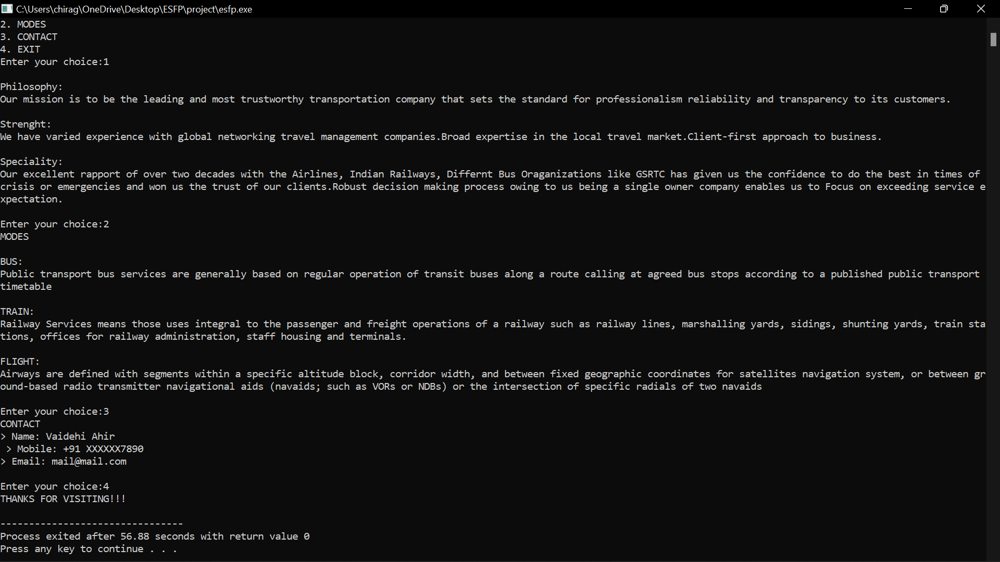 C:\Users\chirag\OneDrive\Desktop\ESFP\project\esfp.exe
2. MODES
3. CONTACT
4. EXIT
Enter your choice:1
Philosophy:
Our mission is to be the leading and most trustworthy transportation company that sets the standard for professionalism reliability and transparency to its customers.
Strenght:
We have varied experience with global networking travel management companies.Broad expertise in the local travel market.Client-first approach to business.
Speciality:
Our excellent rapport of over two decades with the Airlines, Indian Railways, Differnt Bus Oraganizations like GSRTC has given us the confidence to do the best in times of
crisis or emergencies and won us the trust of our clients.Robust decision making process owing to us being a single owner company enables us to Focus on exceeding service e
xpectation.
Enter your choice:2
MODES
BUS:
Public transport bus services are generally based on regular operation of transit buses along a route calling at agreed bus stops according to a published public transport
timetable
TRAIN:
Railway Services means those uses integral to the passenger and freight operations of a railway such as railway lines, marshalling yards, sidings, shunting yards, train sta
tions, offices for railway administration, staff housing and terminals.
FLIGHT:
Airways are defined with segments within a specific altitude block, corridor width, and between fixed geographic coordinates for satellites navigation system, or between gr
ound-based radio transmitter navigational aids (navaids; such as VORs or NDBs) or the intersection of specific radials of two navaids
Enter your choice:3
CONTACT
> Name: Vaidehi Ahir
> Mobile: +91 XXXXXX7890
> Email: mail@mail.com
Enter your choice:4
THANKS FOR VISITING!!!
--------------------------------
Process exited after 56.88 seconds with return value 0
Press any key to continue . . .